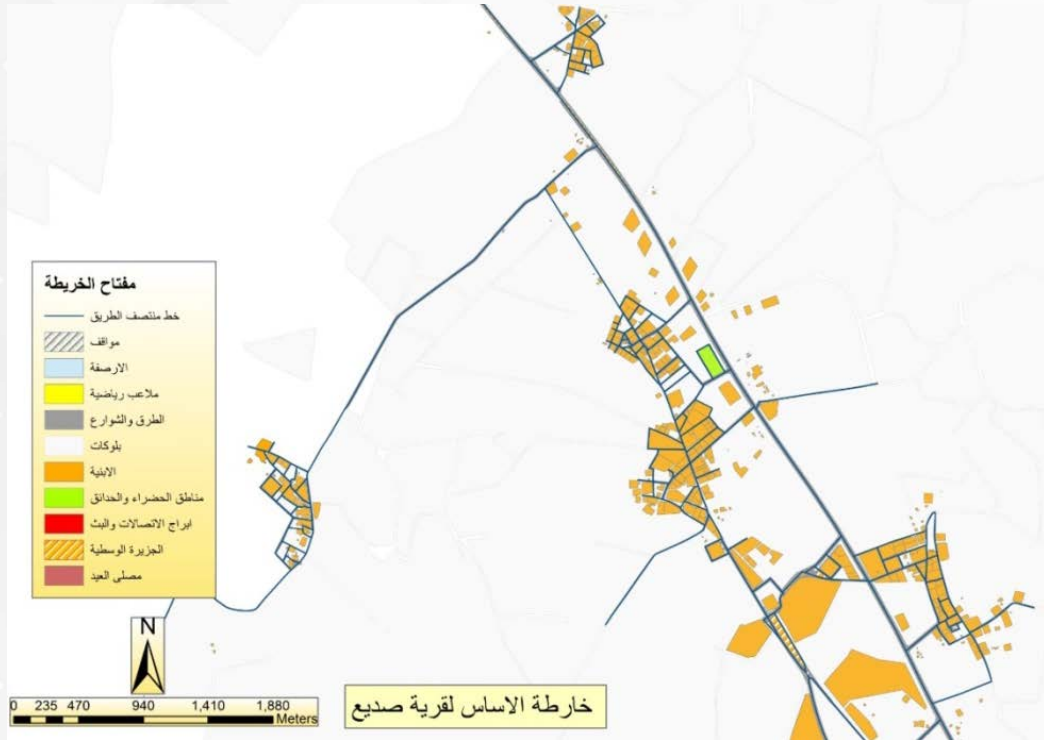 مفتاح الخريطة
خط منتصف الطريق
مواقف
الارصفة
ملاعب رياضية
الطرق والشوارع
بلوكات
الابنية
مناطق الخضراء والحدائق
ابراج الاتصالات والبث
الجزيرة الوسطية
مصلى العيد
N
0 235 470 940 1,410 1,880
Meters
خارطة الاساس لقرية صديع